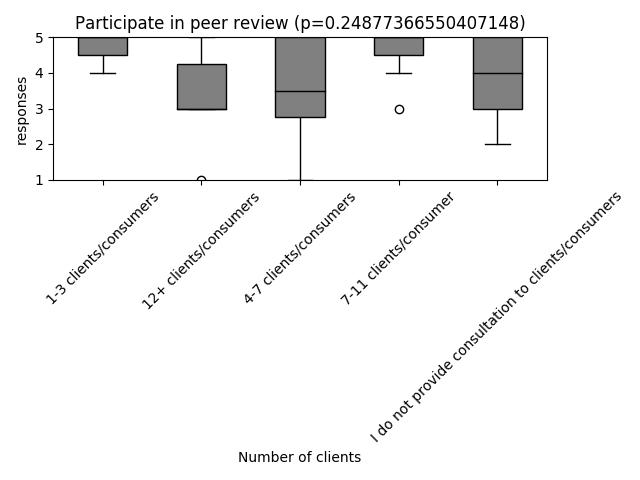 Participate in peer review (p=0.24877366550407148)
responses
5
4
3
2
1
1-3 clients/consumers
12+ clients/consumers
4-7 clients/consumers
7-11 clients/consumer
I do not provide consultation to clients/consumers
Number of clients